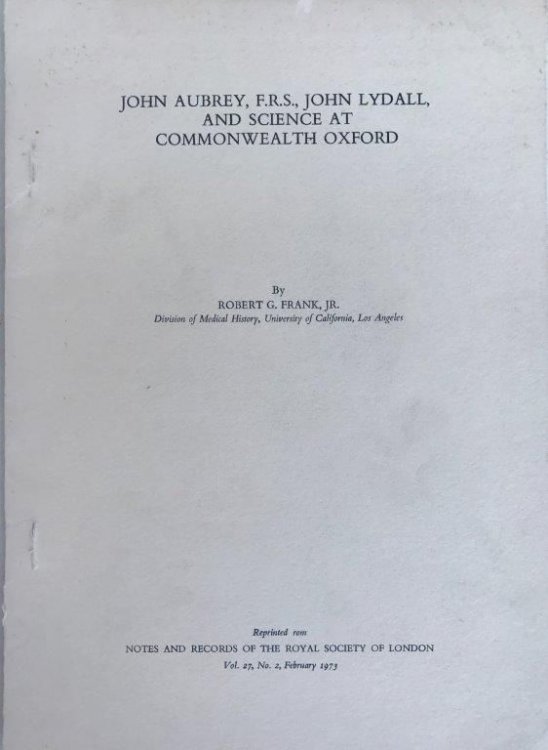 JOHN AUBREY, F.R.S., JOHN LYDALL,
AND SCIENCE AT
COMMONWEALTH OXFORD
By
ROBERT G. FRANK, JR.
Division of Medical History, University of California, Los Angeles
Reprinted rom
NOTES AND RECORDS OF THE ROYAL SOCIETY OF LONDON
Vol. 27, No. 2, February 1973